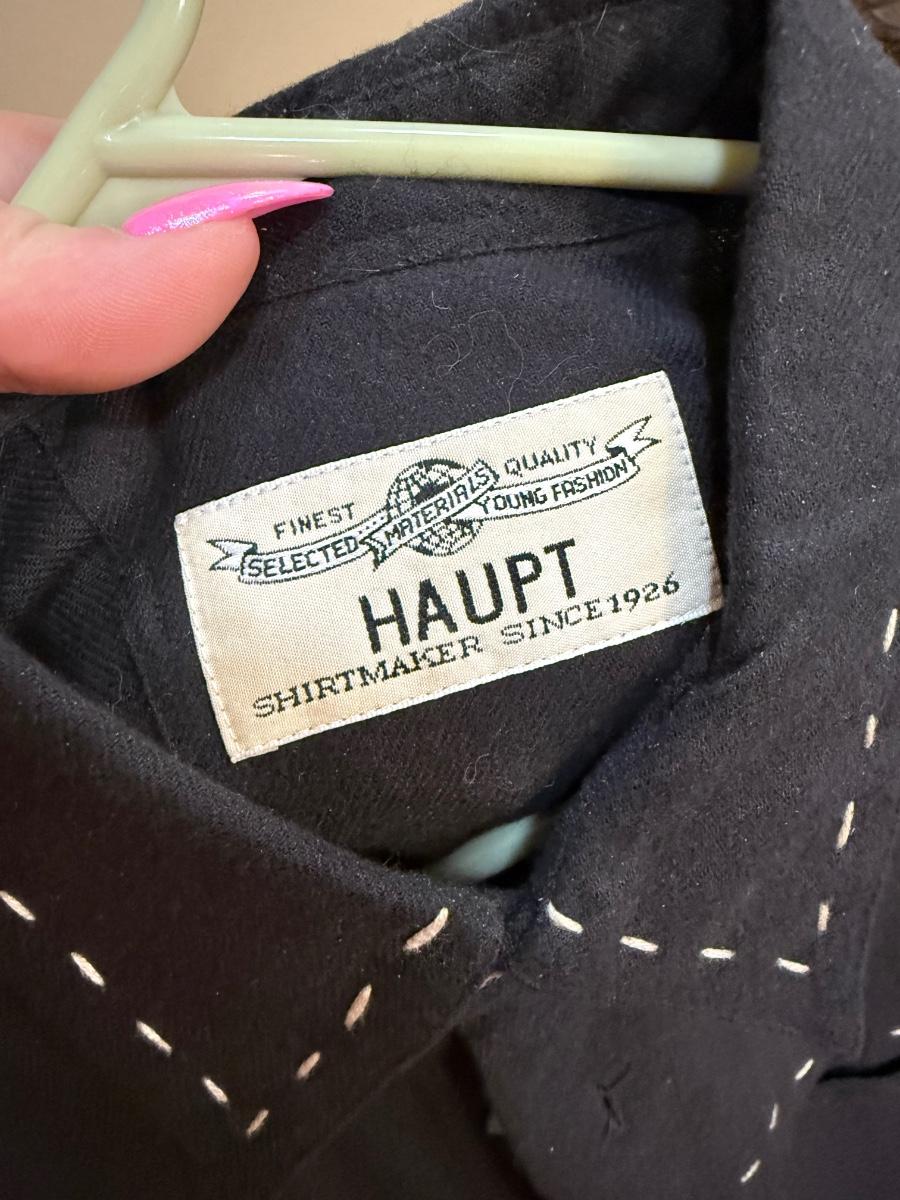 FINEST QUALITY
SELECTED MATERIALS YOUNG FASHION
HAUPT
SHIRTMAKER SINCE 1926